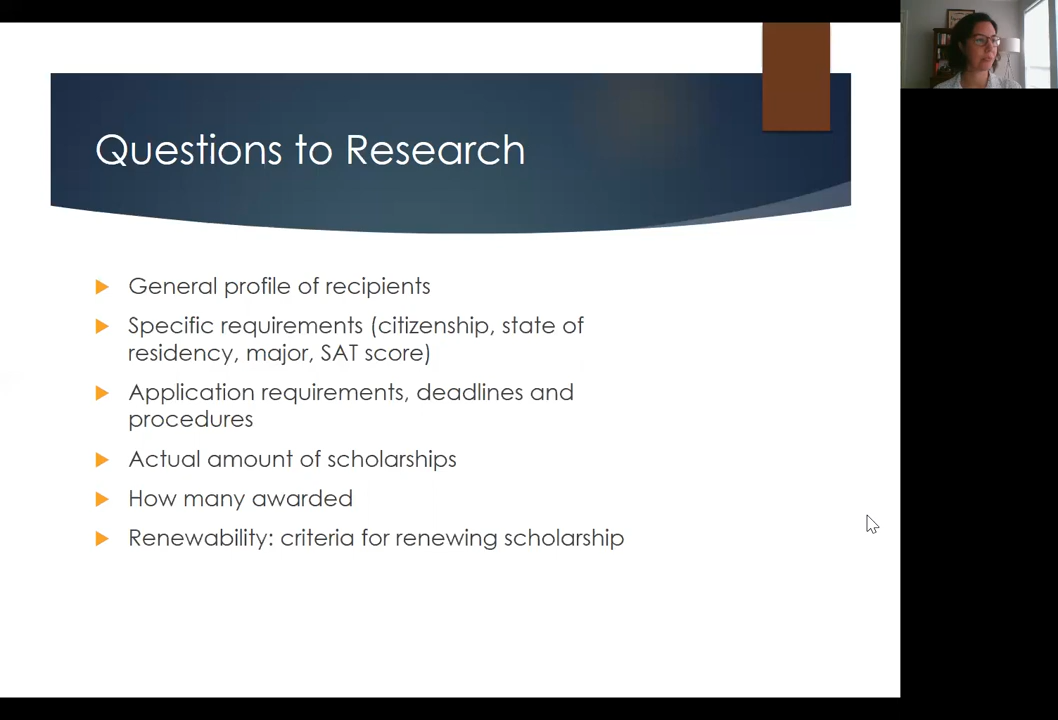 Questions to Research
General profile of recipients
Specific requirements (citizenship, state of
residency, major, SAT score)
Application requirements, deadlines and
procedures
Actual amount of scholarships
How many awarded
Renewability: criteria for renewing scholarship